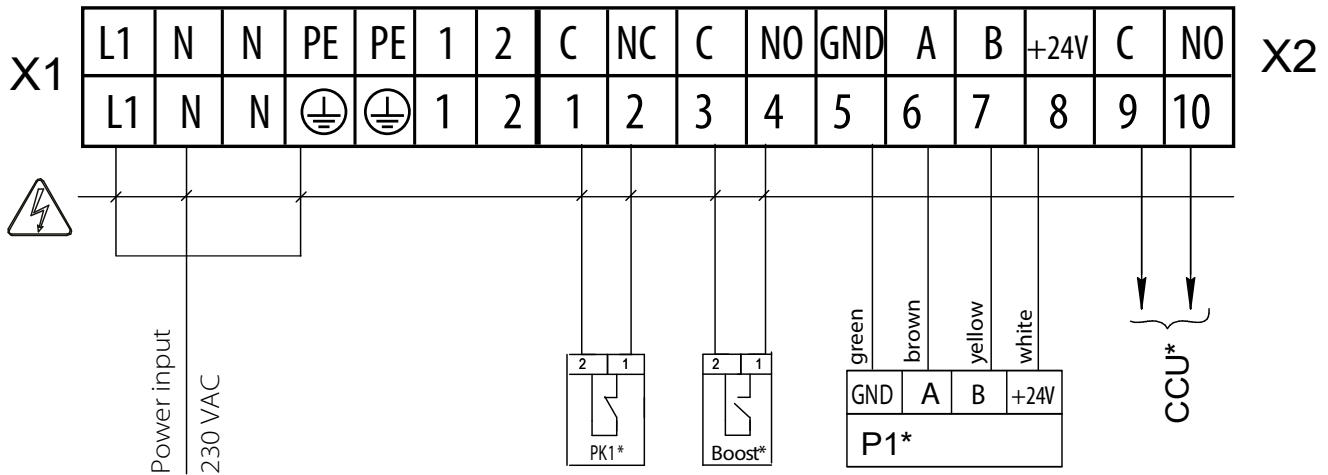 X1
L1 N N PE PE 1 2 C NC C NO GND A B +24V C NO
L1 N N 1 2 1 2 3 4 5 6 7 8 9 10
X2
Power input
230 VAC
2 1
PK1*
2 1
Boost*
green
brown
yellow
white
GND A B +24V
P1*
CCU*